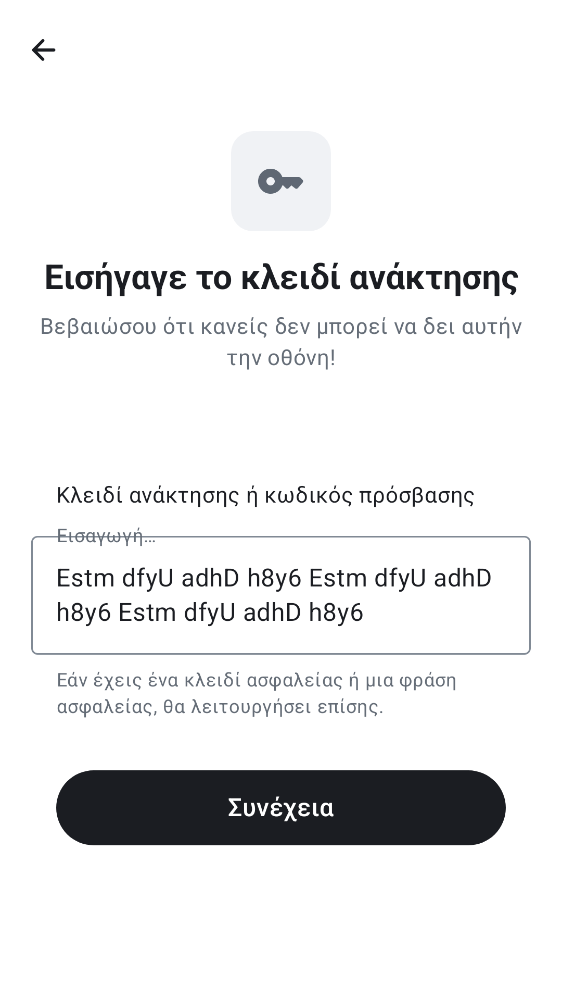 Εισήγαγε το κλειδί ανάκτησης
Βεβαιώσου ότι κανείς δεν μπορεί να δει αυτήν
την οθόνη!
Κλειδί ανάκτησης ή κωδικός πρόσβασης
Εισαγωγή...
Estm dfyU adhD h8y6 Estm dfyU adhD
h8y6 Estm dfyU adhD h8y6
Εάν έχεις ένα κλειδί ασφαλείας ή μια φράση
ασφαλείας, θα λειτουργήσει επίσης.
Συνέχεια